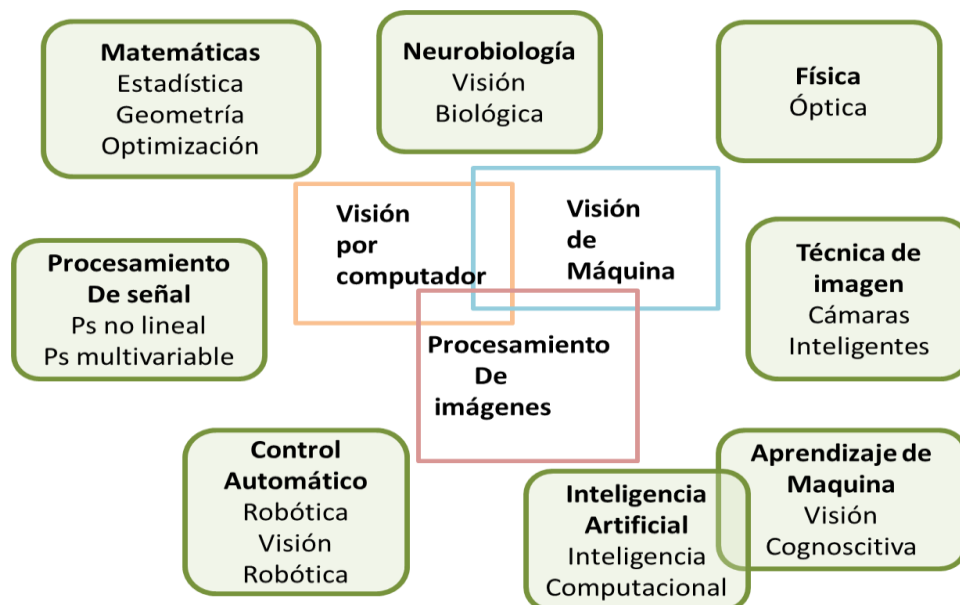 Matemáticas
Estadística
Geometría
Optimización
Neurobiología
Visión
Biológica
Física
Óptica
Visión
por
computador
Visión
de
Máquina
Procesamiento
De señal
Ps no lineal
Ps multivariable
Técnica de
imagen
Cámaras
Inteligentes
Procesamiento
De
imágenes
Control
Automático
Robótica
Visión
Robótica
Inteligencia
Artificial
Inteligencia
Computacional
Aprendizaje de
Maquina
Visión
Cognoscitiva